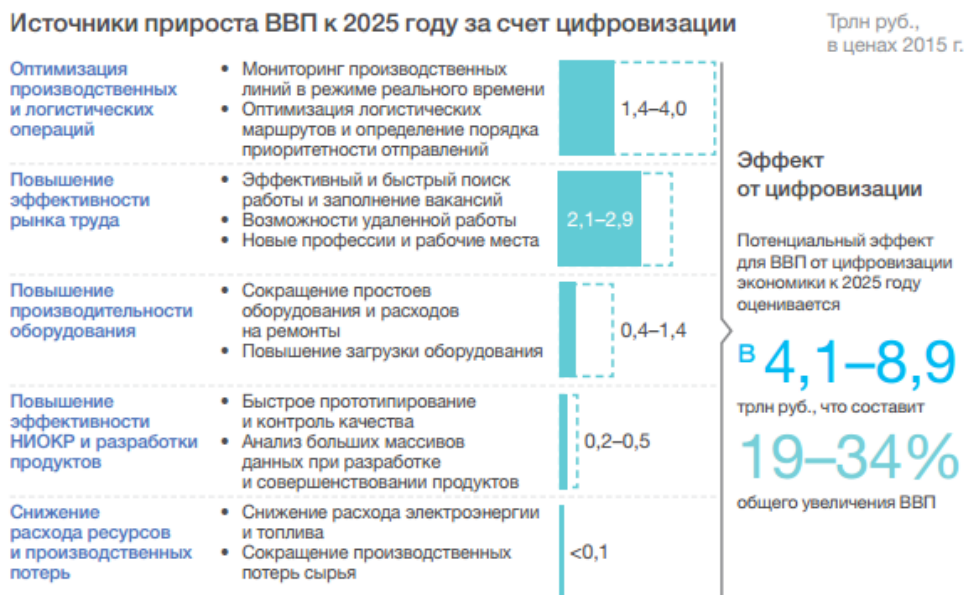 Источники прироста ВВП к 2025 году за счет цифровизации
Трлн руб.,
в ценах 2015 г.
Оптимизация
производственных
и логистических
операций
• Мониторинг производственных
линий в режиме реального времени
• Оптимизация логистических
маршрутов и определение порядка
приоритетности отправлений
1,4–4,0
Повышение
эффективности
рынка труда
• Эффективный и быстрый поиск
работы и заполнение вакансий
• Возможности удаленной работы
• Новые профессии и рабочие места
2,1–2,9
Повышение
производительности
оборудования
• Сокращение простоев
оборудования и расходов
на ремонты
• Повышение загрузки оборудования
0,4–1,4
Повышение
эффективности
НИОКР и разработки
продуктов
• Быстрое прототипирование
и контроль качества
• Анализ больших массивов
данных при разработке
и совершенствовании продуктов
0,2–0,5
Снижение
расхода ресурсов
и производственных
потерь
• Снижение расхода электроэнергии
и топлива
• Сокращение производственных
потерь сырья
<0,1
Эффект
от цифровизации
Потенциальный эффект
для ВВП от цифровизации
экономики к 2025 году
оценивается
в 4,1–8,9
трлн руб., что составит
19–34%
общего увеличения ВВП